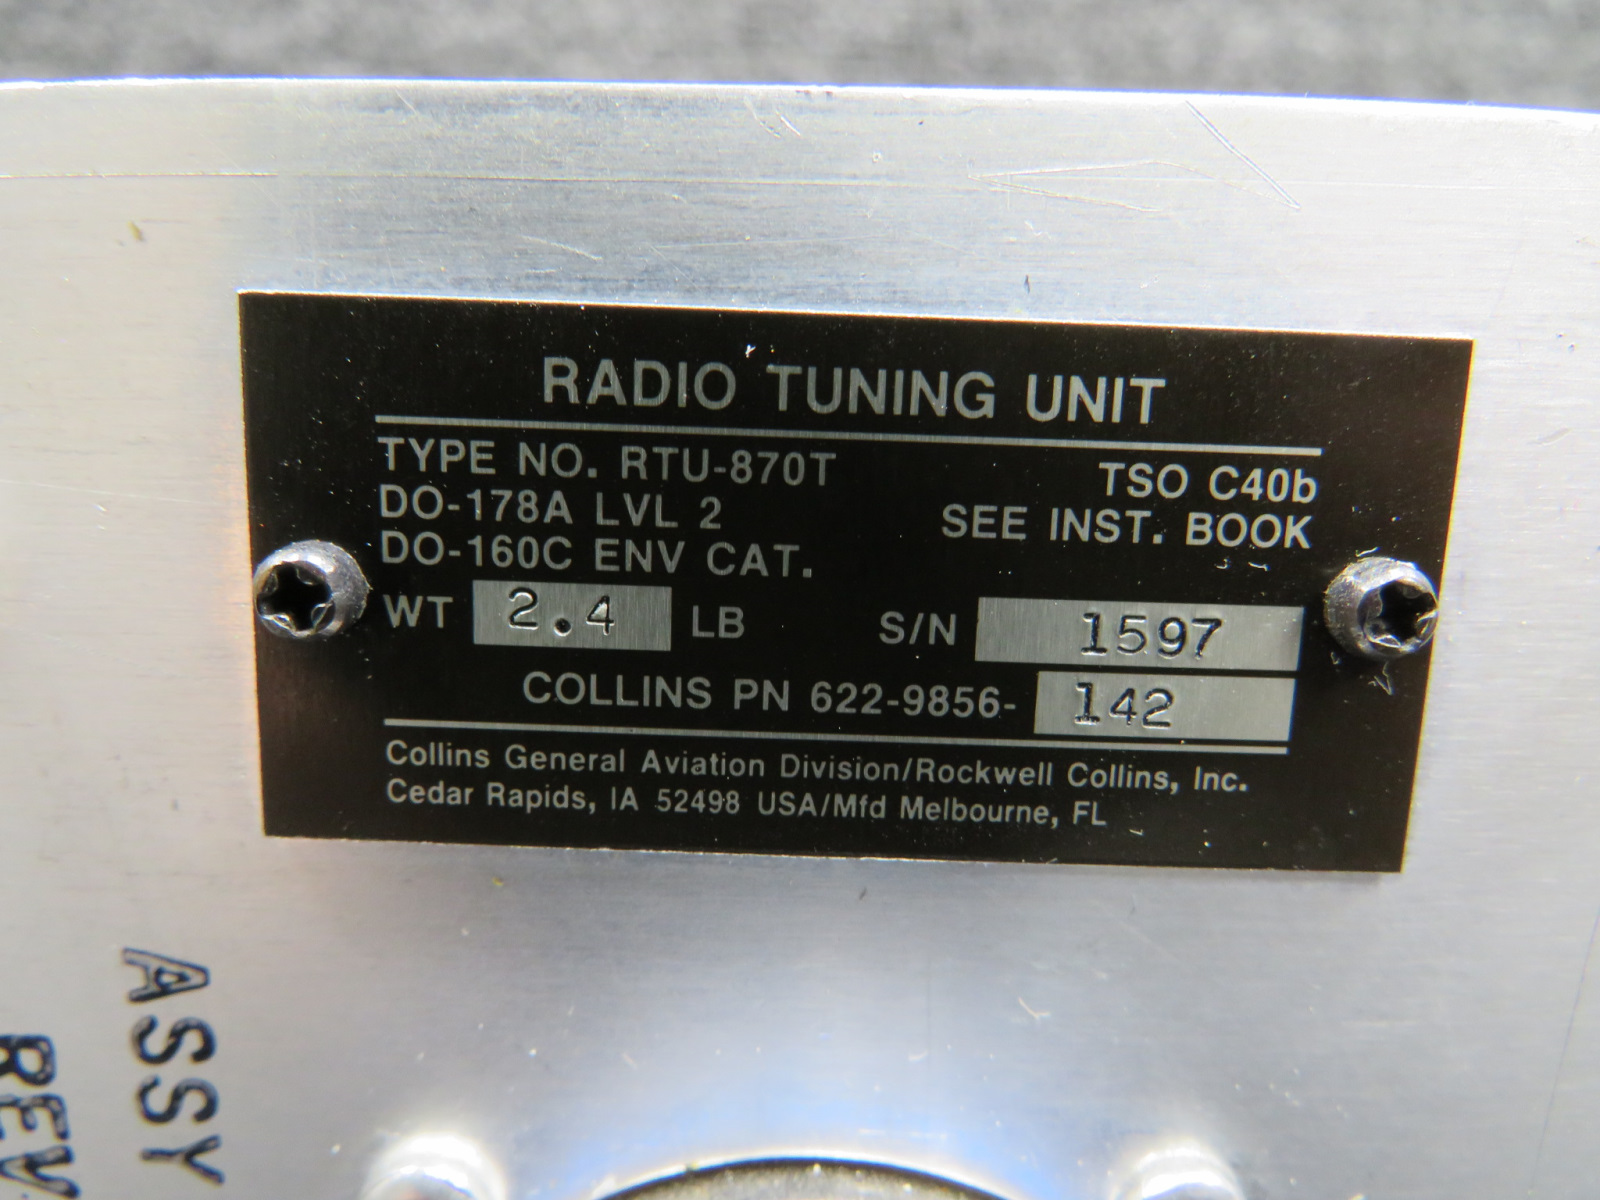 RADIO TUNING UNIT
TYPE NO. RTU-870T
TSO C40b
DO-178A LVL 2
SEE INST. BOOK
DO-160C ENV CAT.
WT 2.4 LB S/N 1597
COLLINS PN 622-9856- 142
Collins General Aviation Division/Rockwell Collins, Inc.
Cedar Rapids, IA 52498 USA/Mfd Melbourne, FL
ASSY
REV